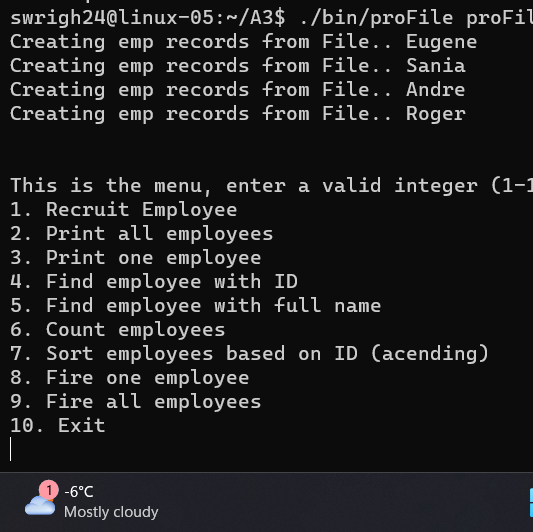 swrigh24@linux-05:~/A3$ ./bin/proFile proFil
Creating emp records from File.. Eugene
Creating emp records from File.. Sania
Creating emp records from File.. Andre
Creating emp records from File.. Roger
This is the menu, enter a valid integer (1-1
1. Recruit Employee
2. Print all employees
3. Print one employee
4. Find employee with ID
5. Find employee with full name
6. Count employees
7. Sort employees based on ID (acending)
8. Fire one employee
9. Fire all employees
10. Exit
1
-6°C
Mostly cloudy